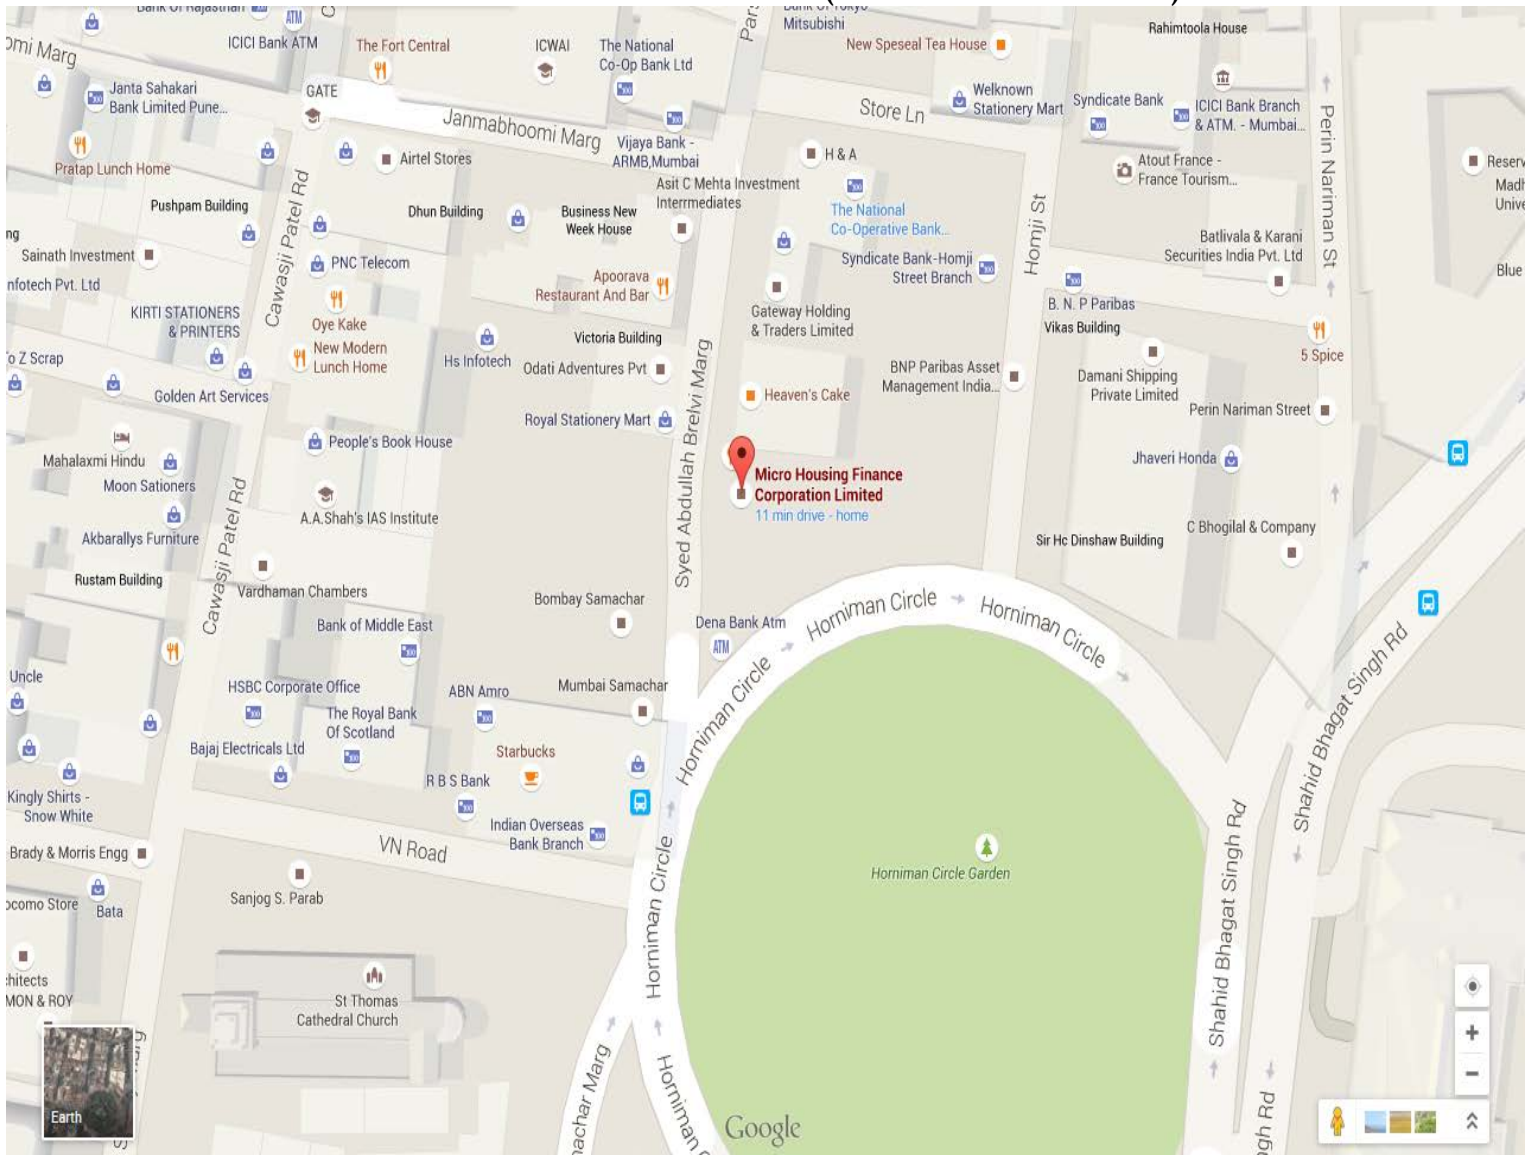 Bank Of Rajasthan
ATM
ICICI Bank ATM
The Fort Central
ICWAI
The National
Co-Op Bank Ltd
Mitsubishi
New Speseal Tea House
Rahimtoola House
Janta Sahakari
Bank Limited Pune...
GATE
Janmabhoomi Marg
Vijaya Bank -
ARMB,Mumbai
Store Ln
Welknown
Stationery Mart
Syndicate Bank
ICICI Bank Branch
& ATM. - Mumbai...
Perin Nariman St
Pratap Lunch Home
Airtel Stores
H & A
Atout France -
France Tourism...
Pushpam Building
Cawasji Patel Rd
Dhun Building
Business New
Week House
Asit C Mehta Investment
Interrmediates
The National
Co-Operative Bank...
Homji St
Batlivala & Karani
Securities India Pvt. Ltd
Sainath Investment
PNC Telecom
Syndicate Bank-Homji
Street Branch
Blue
nfotech Pvt. Ltd
Apoorava
Restaurant And Bar
B. N. P Paribas
KIRTI STATIONERS
& PRINTERS
Oye Kake
Gateway Holding
& Traders Limited
Vikas Building
Victoria Building
New Modern
Lunch Home
Hs Infotech
Odati Adventures Pvt
5 Spice
o Z Scrap
BNP Paribas Asset
Management India...
Damani Shipping
Private Limited
Golden Art Services
Heaven's Cake
Syed Abdullah Brelvi Marg
Perin Nariman Street
Royal Stationery Mart
People's Book House
Mahalaxmi Hindu
Moon Sationers
Jhaveri Honda
Micro Housing Finance
Corporation Limited
11 min drive - home
A.A.Shah's IAS Institute
Akbarallys Furniture
Cawasji Patel Rd
C Bhogilal & Company
Sir Hc Dinshaw Building
Rustam Building
Vardhaman Chambers
Bombay Samachar
Horniman Circle
Horniman Circle
Bank of Middle East
Dena Bank Atm
ATM
Uncle
HSBC Corporate Office
ABN Amro
Mumbai Samachar
Horniman Circle
Shahid Bhagat Singh Rd
The Royal Bank
Of Scotland
Bajaj Electricals Ltd
Starbucks
R B S Bank
Kingly Shirts -
Snow White
Indian Overseas
Bank Branch
VN Road
Brady & Morris Engg
Horniman Circle
Horniman Circle Garden
Shahid Bhagat Singh Rd
Sanjog S. Parab
ocomo Store
Bata
chitects
MON & ROY
St Thomas
Cathedral Church
Earth
nachar Marg
Horniman C
Google
gh Rd